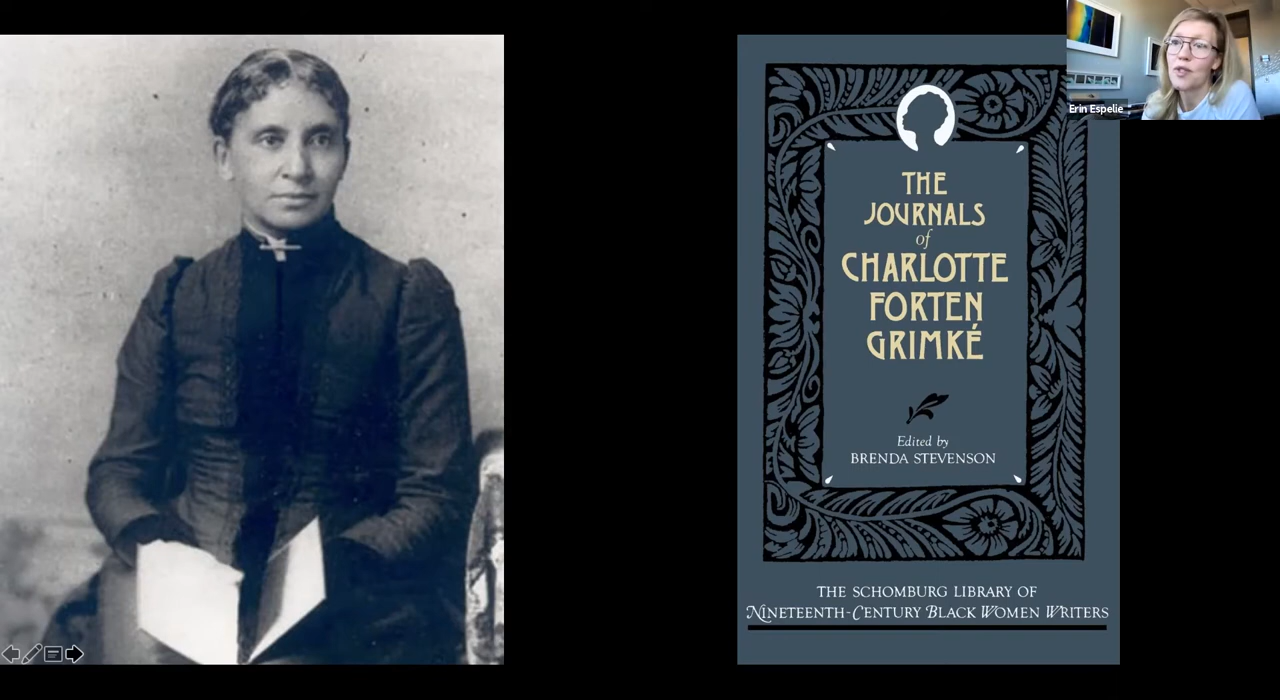 Erin Espelie
THE
JOURNALS
of
CHARLOTTE
FORTEN
GRIMKÉ
Edited by
BRENDA STEVENSON
THE SCHOMBURG LIBRARY OF
NINETEENTH-CENTURY BLACK WOMEN WRITERS